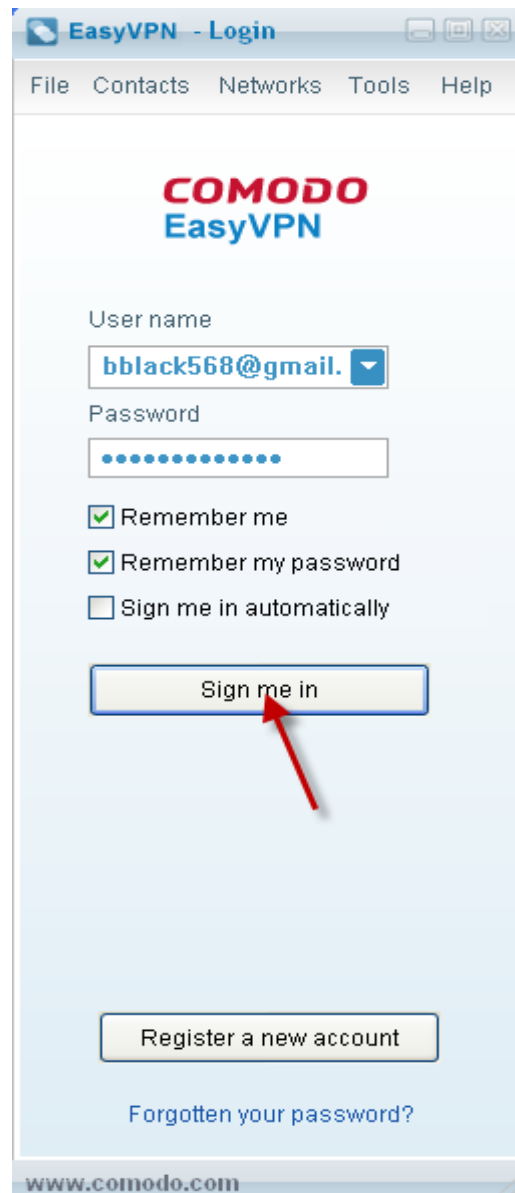 EasyVPN - Login
File Contacts Networks Tools Help
COMODO
EasyVPN
User name
bblack568@gmail.
Password
Remember me
Remember my password
Sign me in automatically
Sign me in
Register a new account
Forgotten your password?
www.comodo.com